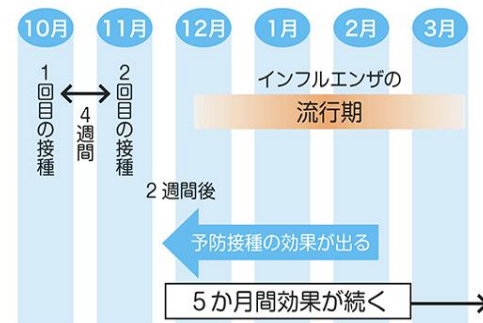 10月
11月
12月
1月
2月
3月
1回目の接種
4週間
2回目の接種
インフルエンザの
流行期
2週間後
予防接種の効果が出る
5か月間効果が続く